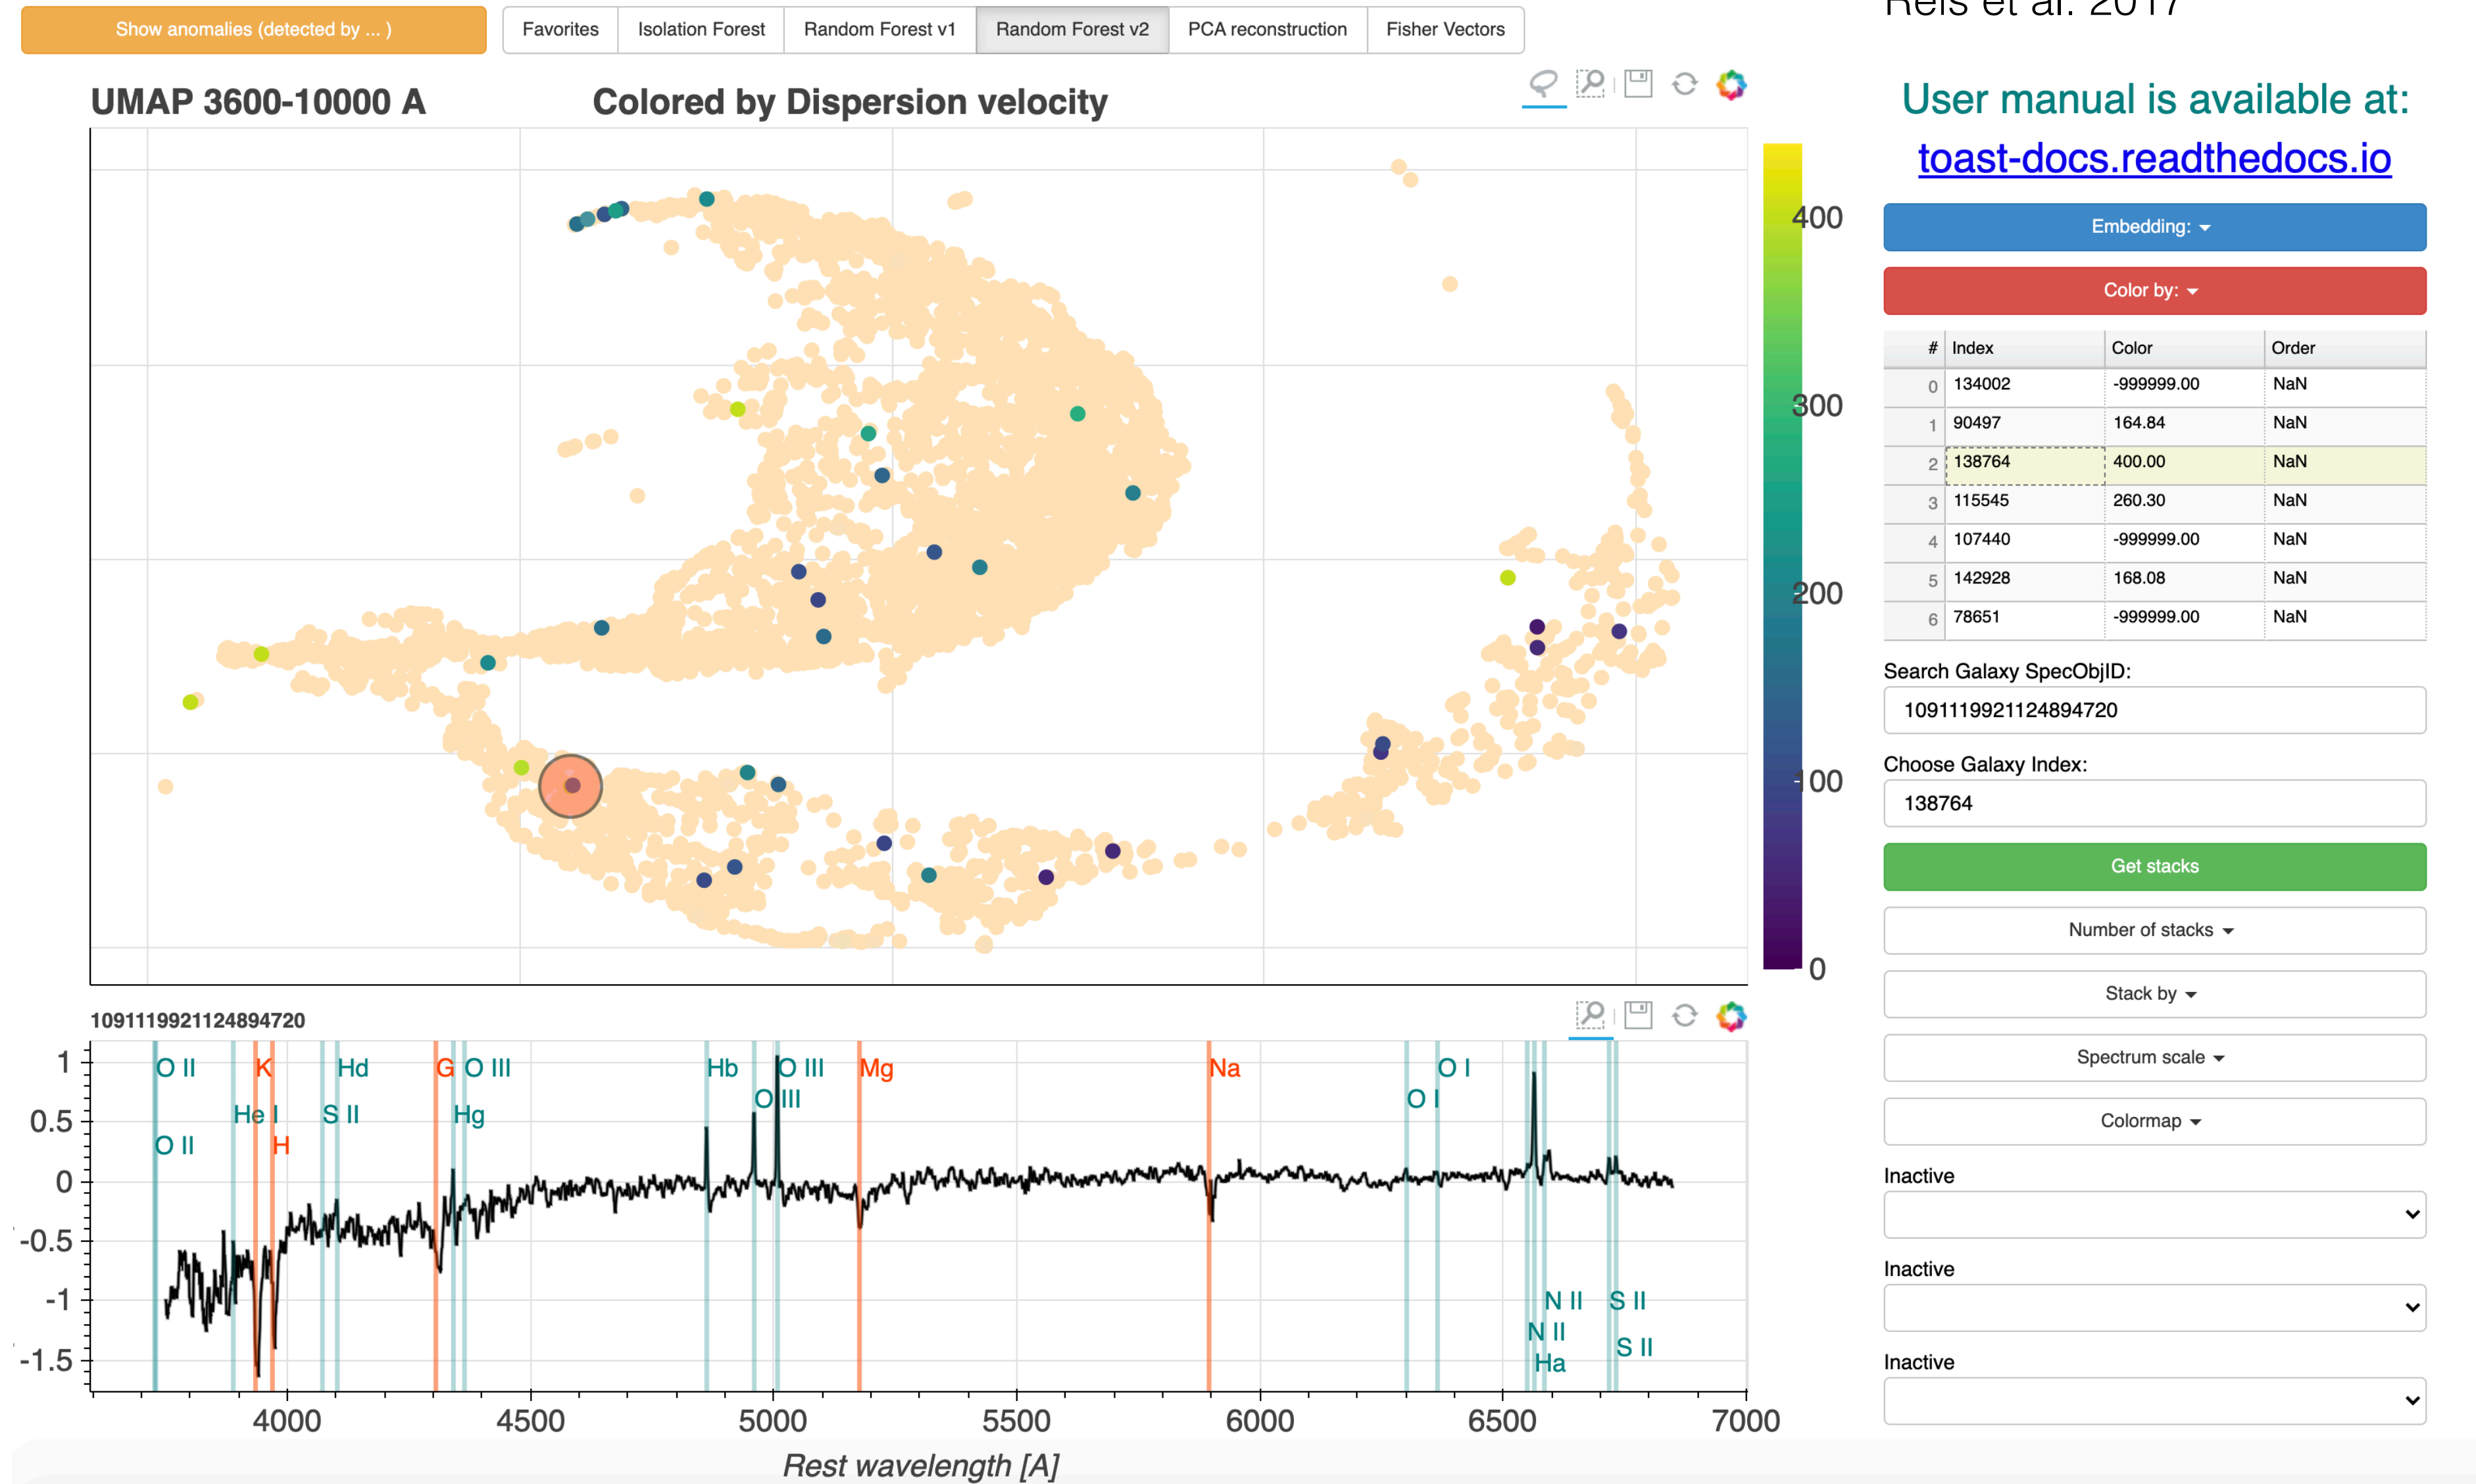 Show anomalies (detected by ... )
Favorites
Isolation Forest
Random Forest v1
Random Forest v2
PCA reconstruction
Fisher Vectors
Reis et al. 2017
UMAP 3600-10000 A
Colored by Dispersion velocity
400
300
200
100
0
User manual is available at:
toast-docs.readthedocs.io
Embedding:
Color by:
# Index Color Order
0 134002 -999999.00 NaN
1 90497 164.84 NaN
2 138764 400.00 NaN
3 115545 260.30 NaN
4 107440 -999999.00 NaN
5 142928 168.08 NaN
6 78651 -999999.00 NaN
Search Galaxy SpecObjID:
1091119921124894720
Choose Galaxy Index:
138764
Get stacks
Number of stacks
Stack by
Spectrum scale
Colormap
Inactive
Inactive
Inactive
1091119921124894720
1
0.5
0
-0.5
-1
-1.5
O II
K
Hd
G
O III
Hb
O III
Mg
Na
O I
O III
O I
He I
S II
Hg
O II
H
N II
S II
N II
S II
Ha
4000
4500
5000
5500
6000
6500
7000
Rest wavelength [A]